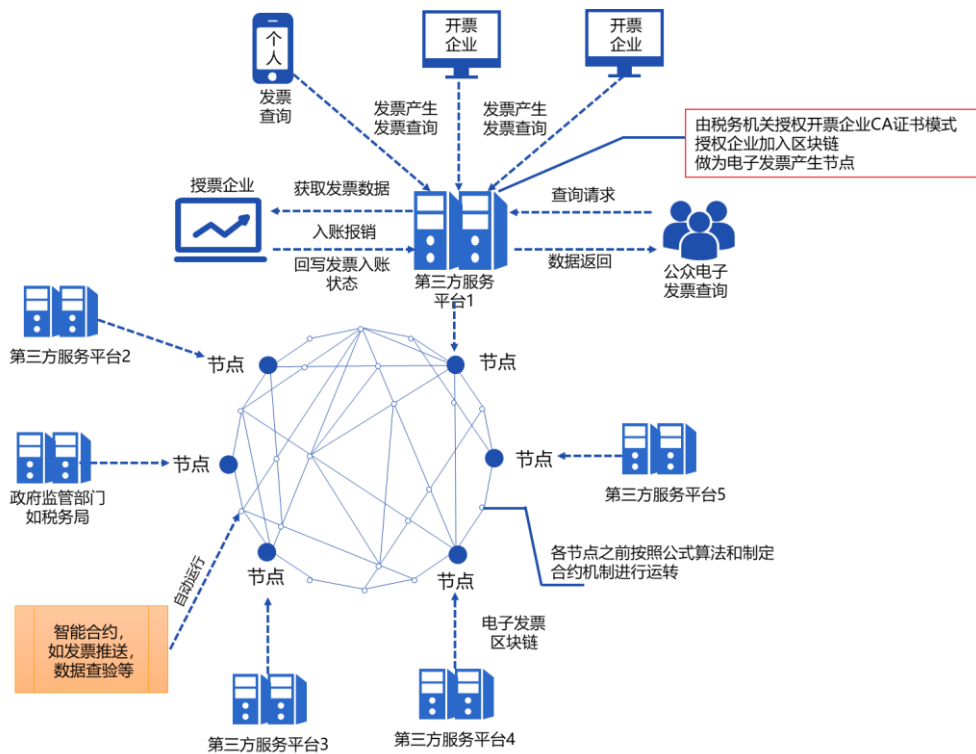 个
人
开票
企业
开票
企业
发票
查询
发票产生
发票查询
发票产生
发票查询
由税务机关授权开票企业CA证书模式
授权企业加入区块链
做为电子发票产生节点
授票企业
获取发票数据
查询请求
入账报销
回写发票入账
状态
数据返回
第三方服务
平台1
公众电子
发票查询
第三方服务平台2
节点
节点
政府监管部门
如税务局
节点
节点
第三方服务平台5
自动运行
节点
节点
各节点之前按照公式算法和制定
合约机制进行运转
智能合约，
如发票推送，
数据查验等
电子发票
区块链
第三方服务平台3
第三方服务平台4